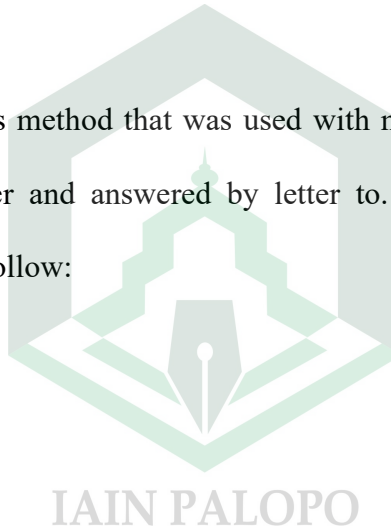 s method that was used with
er and answered by letter to.
ollow:
IAIN PALOPO